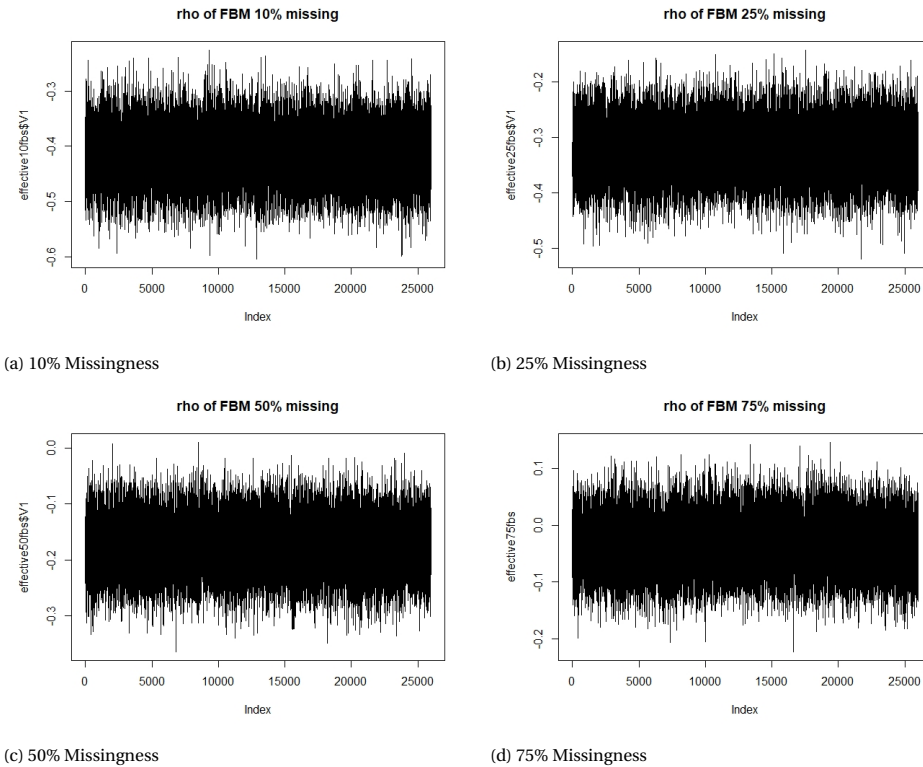 rho of FBM 10% missing
effective10fbs$V1
-0.3
-0.4
-0.5
-0.6
0 5000 10000 15000 20000 25000
Index
(a) 10% Missingness
rho of FBM 25% missing
effective25fbs$V1
-0.2
-0.3
-0.4
-0.5
0 5000 10000 15000 20000 25000
Index
(b) 25% Missingness
rho of FBM 50% missing
effective50fbs$V1
0.0
-0.1
-0.2
-0.3
0 5000 10000 15000 20000 25000
Index
(c) 50% Missingness
rho of FBM 75% missing
effective75fbs
0.1
0.0
-0.1
-0.2
0 5000 10000 15000 20000 25000
Index
(d) 75% Missingness